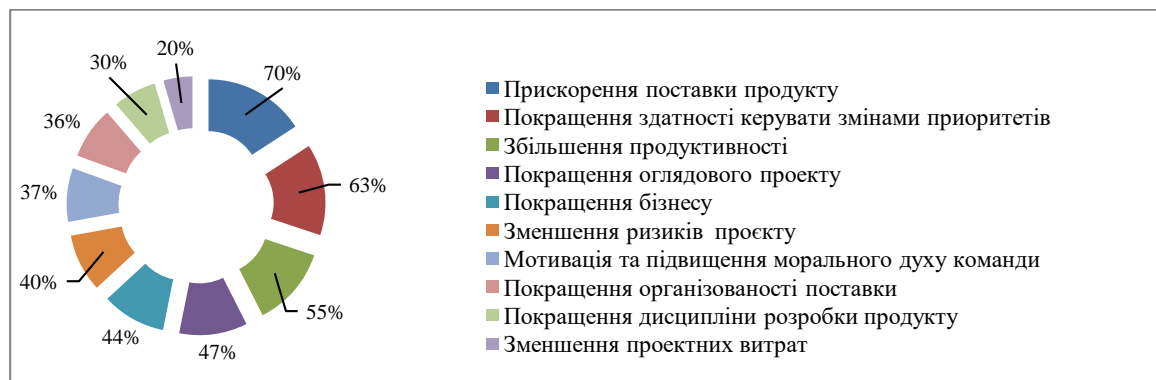 20%
70%
30%
36%
63%
37%
40%
55%
44%
47%
Прискорення поставки продукту
Покращення здатності керувати змінами приоритетів
Збільшення продуктивності
Покращення оглядового проекту
Покращення бізнесу
Зменшення ризиків проєкту
Мотивація та підвищення морального духу команди
Покращення організованості поставки
Покращення дисципліни розробки продукту
Зменшення проектних витрат